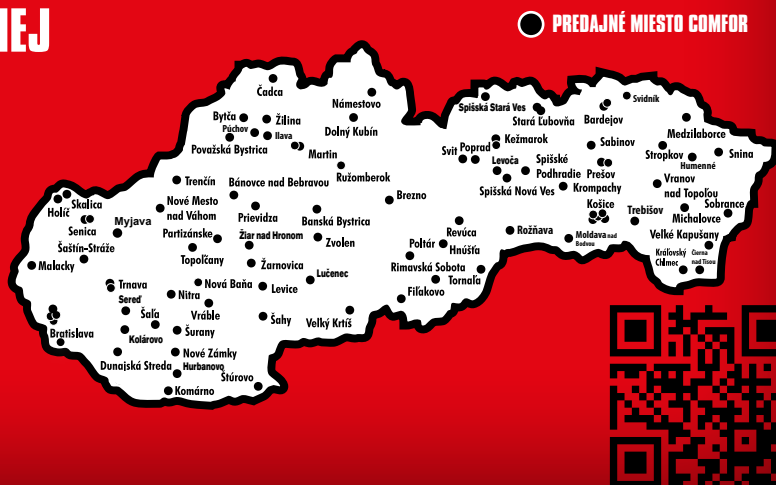 IEJ
PREDAJNÉ MIESTO COMFOR
Čadca
Námestovo
Bytča
Žilina
Púchov
Ilava
Dolný Kubín
Považská Bystrica
Martin
Ružomberok
Spišská Stará Ves
Stará Ľubovňa
Svidník
Bardejov
Medzilaborce
Svit
Poprad
Kežmarok
Sabinov
Stropkov
Snina
Humenné
Levoča
Spišské
Podhradie
Prešov
Spišská Nová Ves
Krompachy
Vranov
nad Topoľou
Košice
Sobrance
Trebišov
Michalovce
Trenčín
Bánovce nad Bebravou
Brezno
Skalica
Holíč
Nové Mesto
nad Váhom
Prievidza
Banská Bystrica
Senica
Myjava
Partizánske
Žiar nad Hronom
Zvolen
Šaštín–Stráže
Topoľčany
Malacky
Žarnovica
Lučenec
Poltár
Revúca
Hnúšťa
Rožňava
Moldava nad
Bodvou
Veľké Kapušany
Kráľovský
Chlmec
Čierna
nad Tisou
Rimavská Sobota
Tornaľa
Fiľakovo
Trnava
Nová Baňa
Nitra
Levice
Sereď
Vráble
Šaľa
Šahy
Veľký Krtíš
Bratislava
Kolárovo
Šurany
Dunajská Streda
Nové Zámky
Hurbanovo
Štúrovo
Komárno